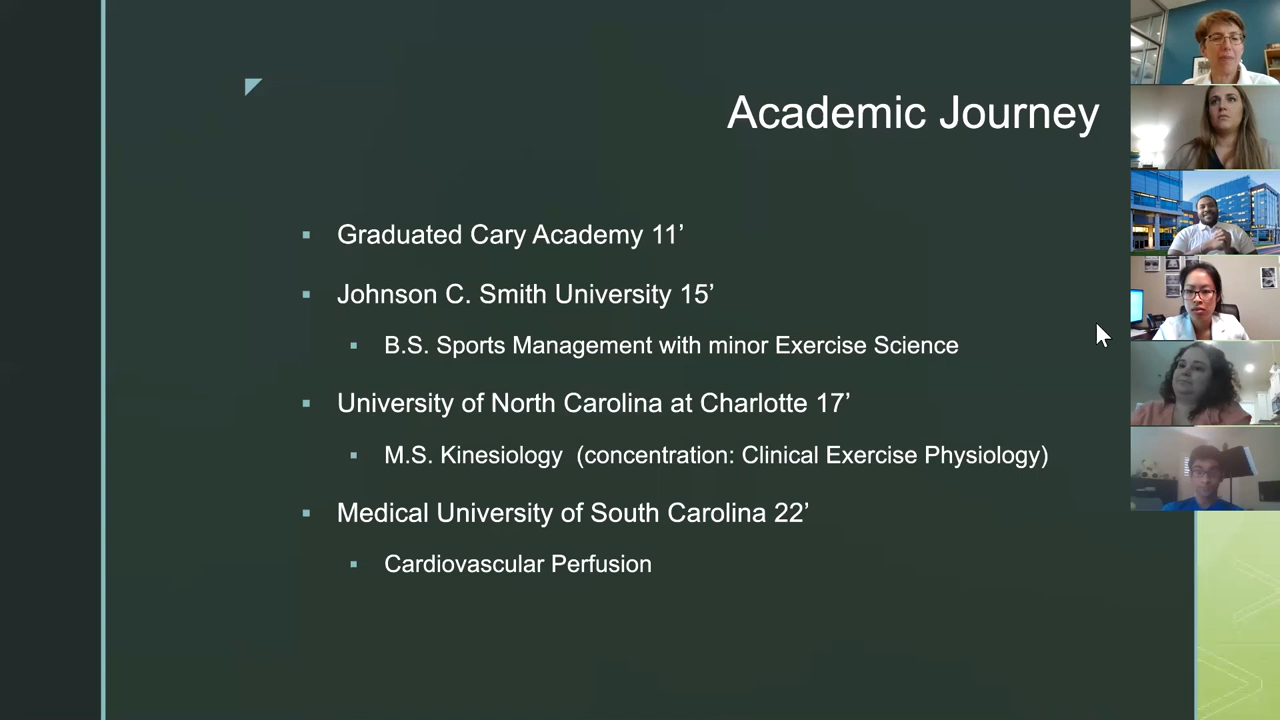 Academic Journey
Graduated Cary Academy 11’
Johnson C. Smith University 15’
B.S. Sports Management with minor Exercise Science
University of North Carolina at Charlotte 17’
M.S. Kinesiology (concentration: Clinical Exercise Physiology)
Medical University of South Carolina 22’
Cardiovascular Perfusion